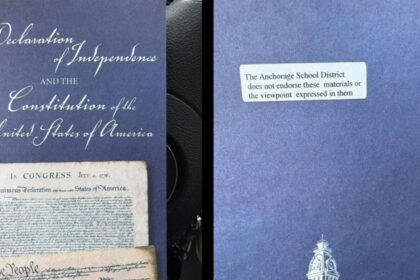 Declaration
of Independence
AND THE
Constitution of the
United States of America
IN CONGRESS, JULY 4, 1776.
States of America.
People
The Anchorage School District
does not endorse these materials or
the viewpoint expressed in them